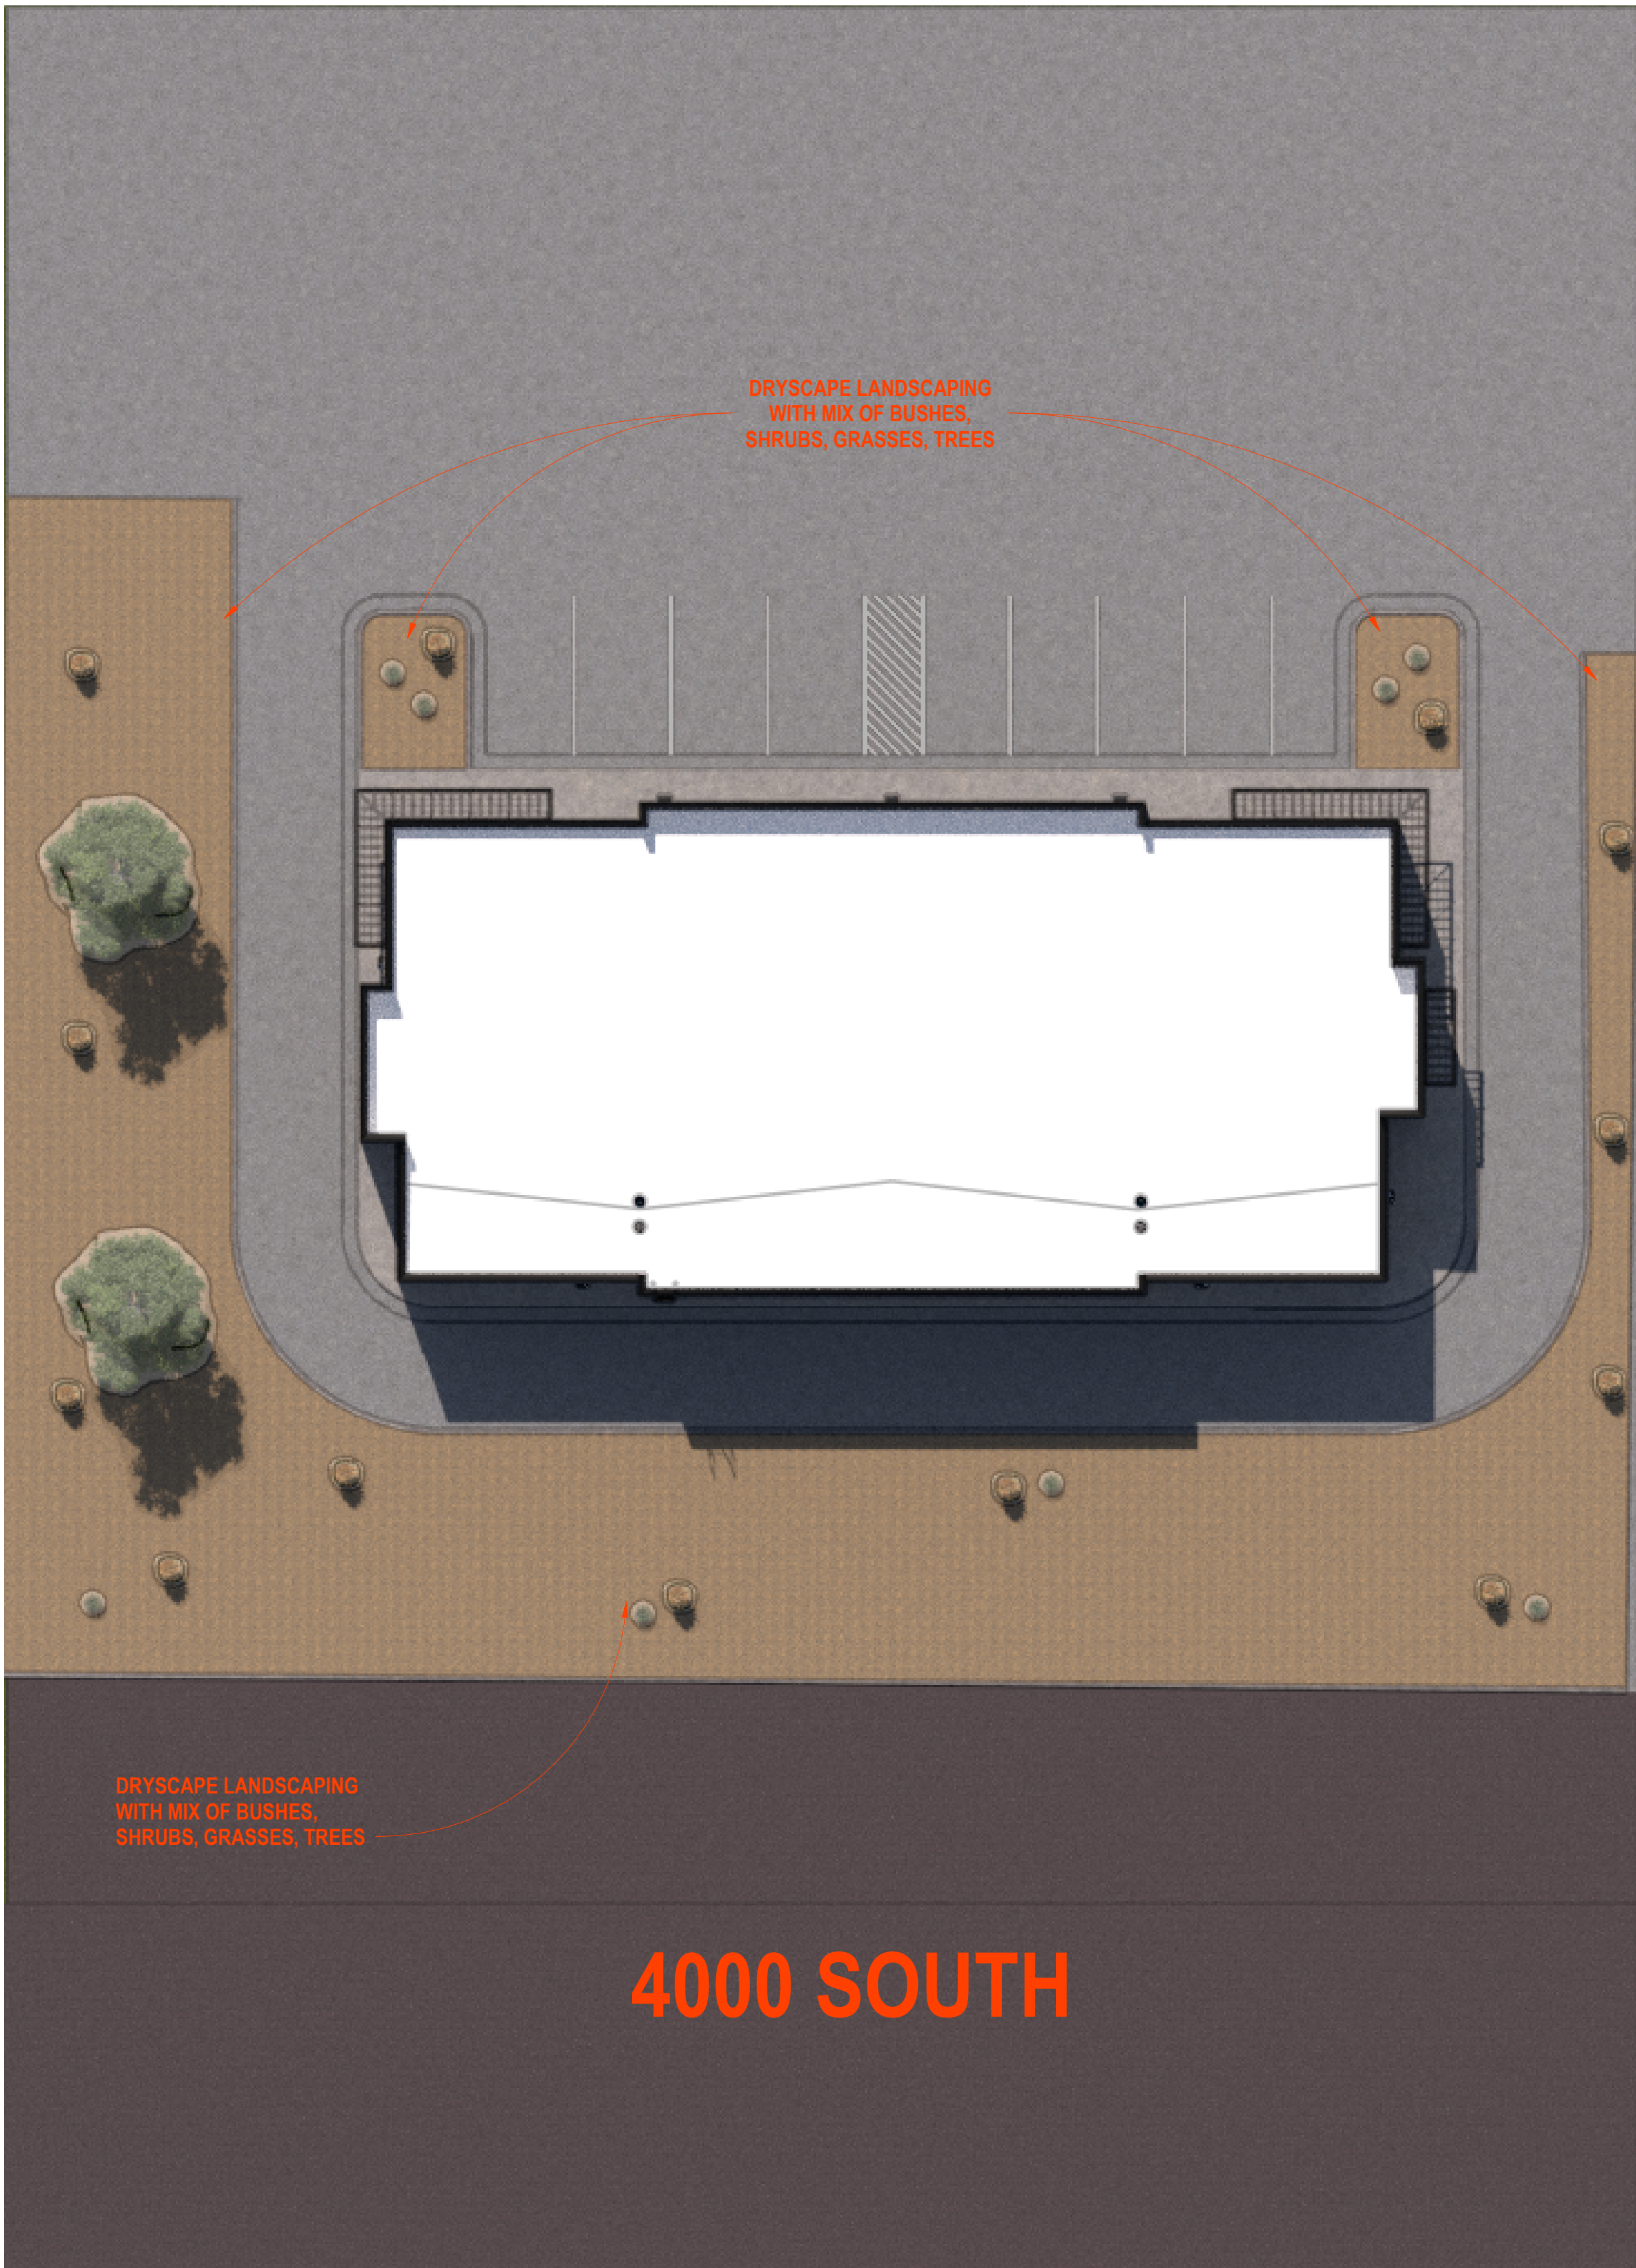 DRYSCAPE LANDSCAPING
WITH MIX OF BUSHES,
SHRUBS, GRASSES, TREES
DRYSCAPE LANDSCAPING
WITH MIX OF BUSHES,
SHRUBS, GRASSES, TREES
4000 SOUTH